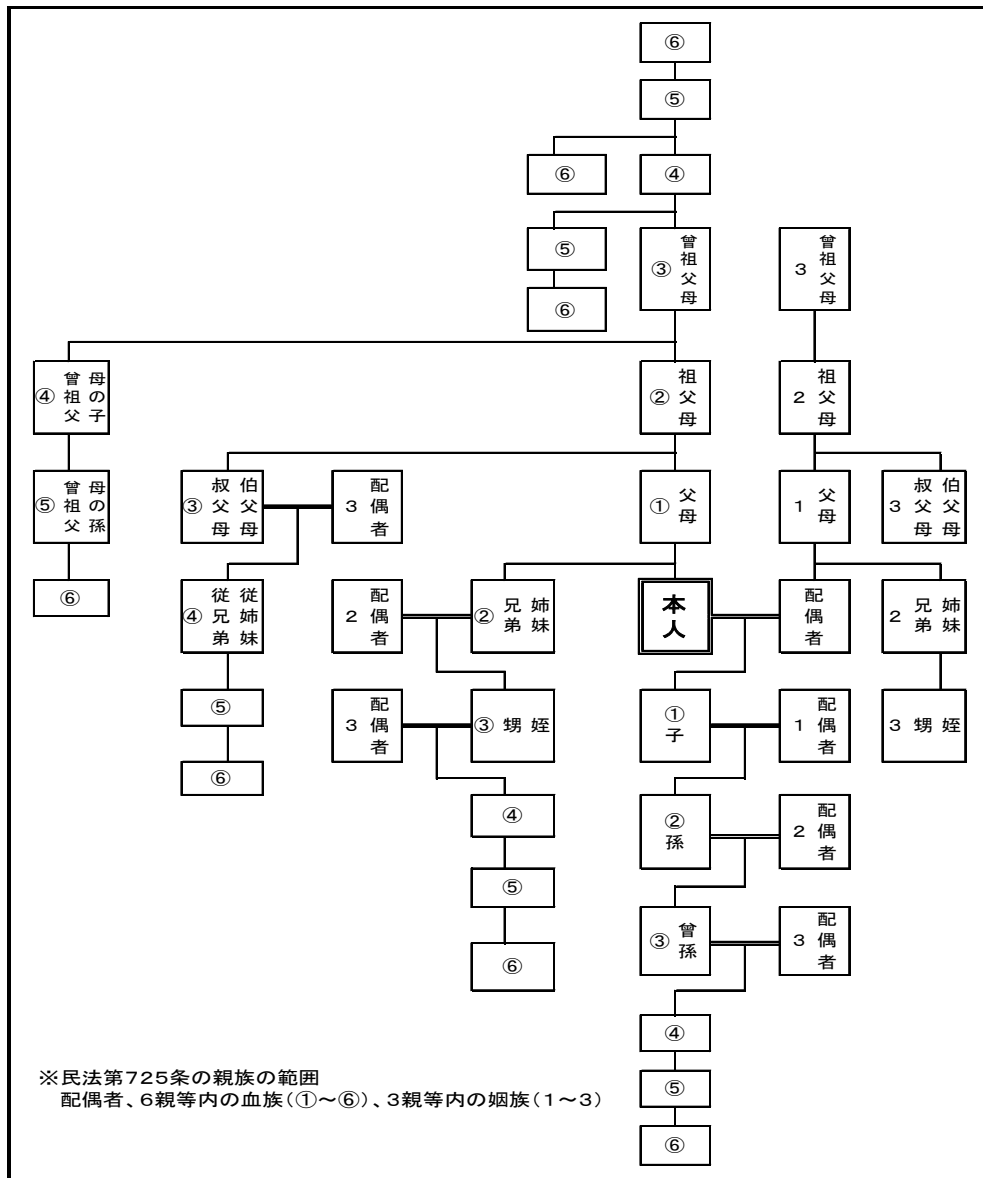 ⑥
⑤
⑥
④
⑤
③ 曾祖父母
3 曾祖父母
⑥
④ 曾祖父母の子
② 祖父母
2 祖父母
⑤ 曾祖父母の孫
③ 伯父母 叔父母
3 配偶者
① 父母
1 父母
3 伯父母 叔父母
⑥
④ 従兄弟 従姉妹
2 配偶者
② 兄弟 姉妹
本人
配偶者
2 兄弟 姉妹
⑤
3 配偶者
③ 甥 姪
①子
1 配偶者
3 甥 姪
⑥
④
②孫
2 配偶者
⑤
③ 曾孫
3 配偶者
⑥
④
⑤
⑥
※民法第725条の親族の範囲
配偶者、6親等内の血族(①~⑥)、3親等内の姻族(1~3)